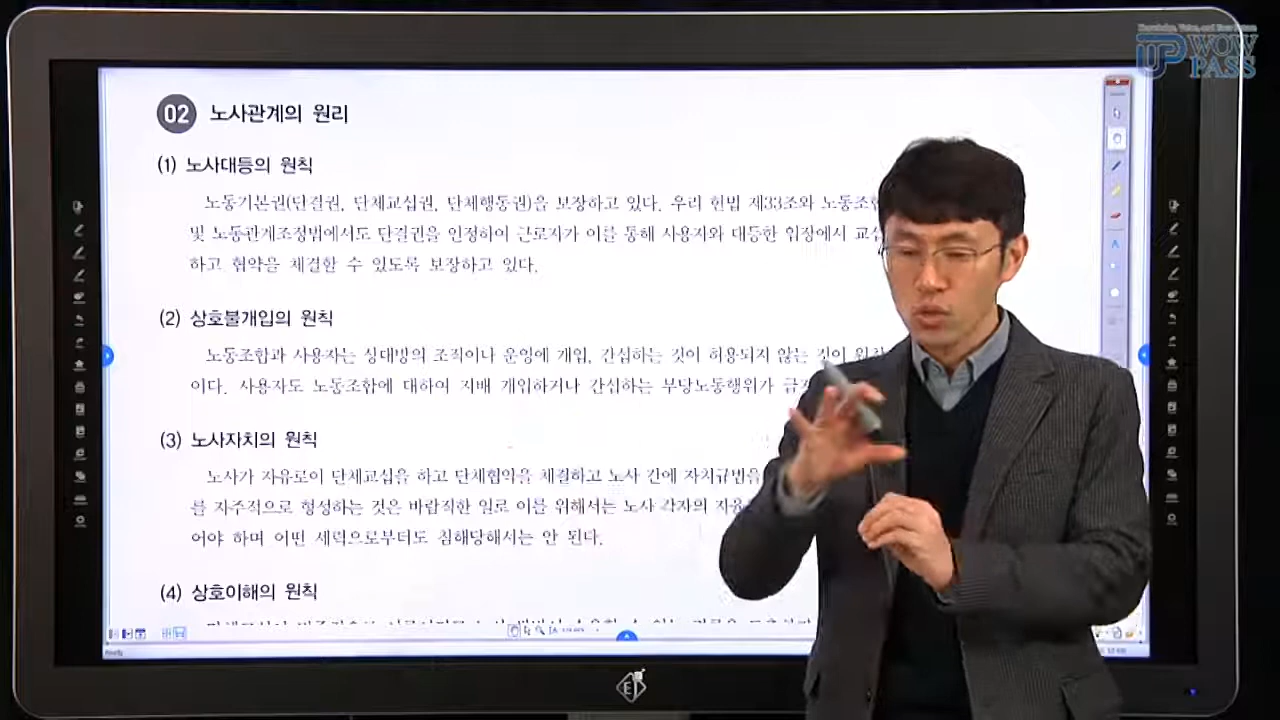 Knowledge, Value, and Your Future
UP WOW
PASS
02 노사관계의 원리
(1) 노사대등의 원칙
노동기본권(단결권, 단체교섭권, 단체행동권)을 보장하고 있다. 우리 헌법 제33조와 노동조합
및 노동관계조정법에서도 단결권을 인정하여 근로자가 이를 통해 사용자와 대등한 입장에서 교섭
하고 협약을 체결할 수 있도록 보장하고 있다.
(2) 상호불개입의 원칙
노동조합과 사용자는 상대방의 조직이나 운영에 개입, 간섭하는 것이 허용되지 않는 것이 원칙
이다. 사용자도 노동조합에 대하여 지배 개입하거나 간섭하는 부당노동행위가
(3) 노사자치의 원칙
노사가 자유로이 단체교섭을 하고 단체협약을 체결하고 노사 간에 자치규범을
를 자주적으로 형성하는 것은 바람직한 일로 이를 위해서는 노사 각자의
어야 하며 어떤 세력으로부터도 침해당해서는 안 된다.
(4) 상호이해의 원칙